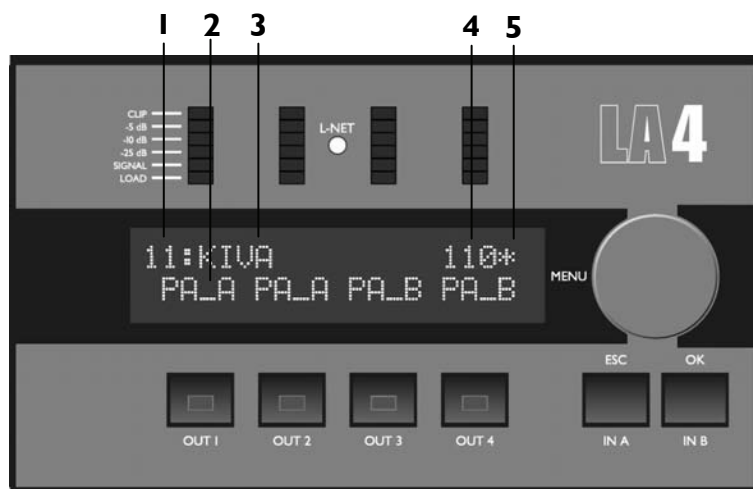 1 2 3 4 5
CLIP
-5 dB
-10 dB
-25 dB
SIGNAL
LOAD
L-NET
LA4
11:KIVA 110*
PA_A PA_A PA_B PA_B
MENU
ESC OK
OUT 1 OUT 2 OUT 3 OUT 4 IN A IN B